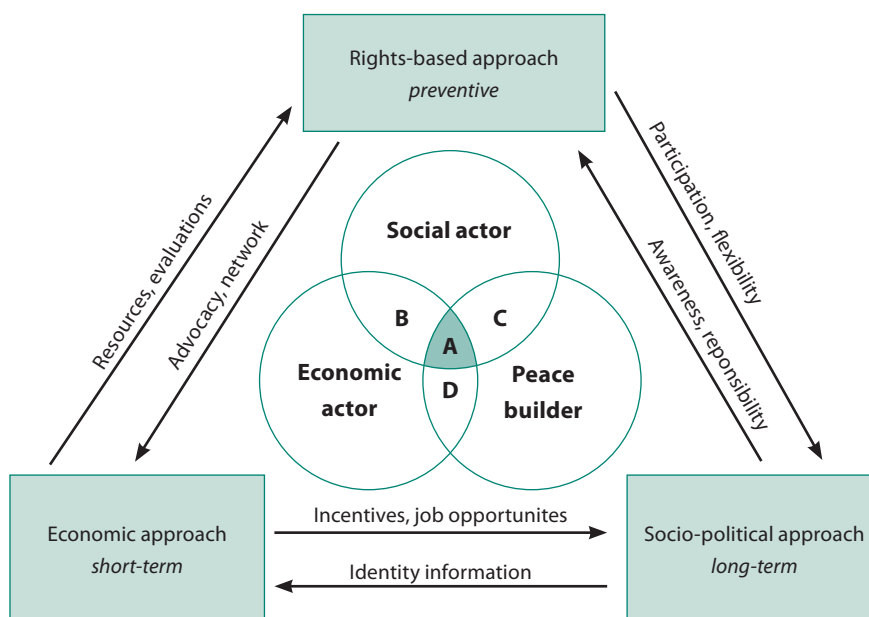 Rights-based approach
preventive
Participation, flexibility
Awareness, reponsibility
Resources, evaluations
Advocacy, network
Social actor
B
C
A
Economic
actor
D
Peace
builder
Economic approach
short-term
Incentives, job opportunites
Identity information
Socio-political approach
long-term